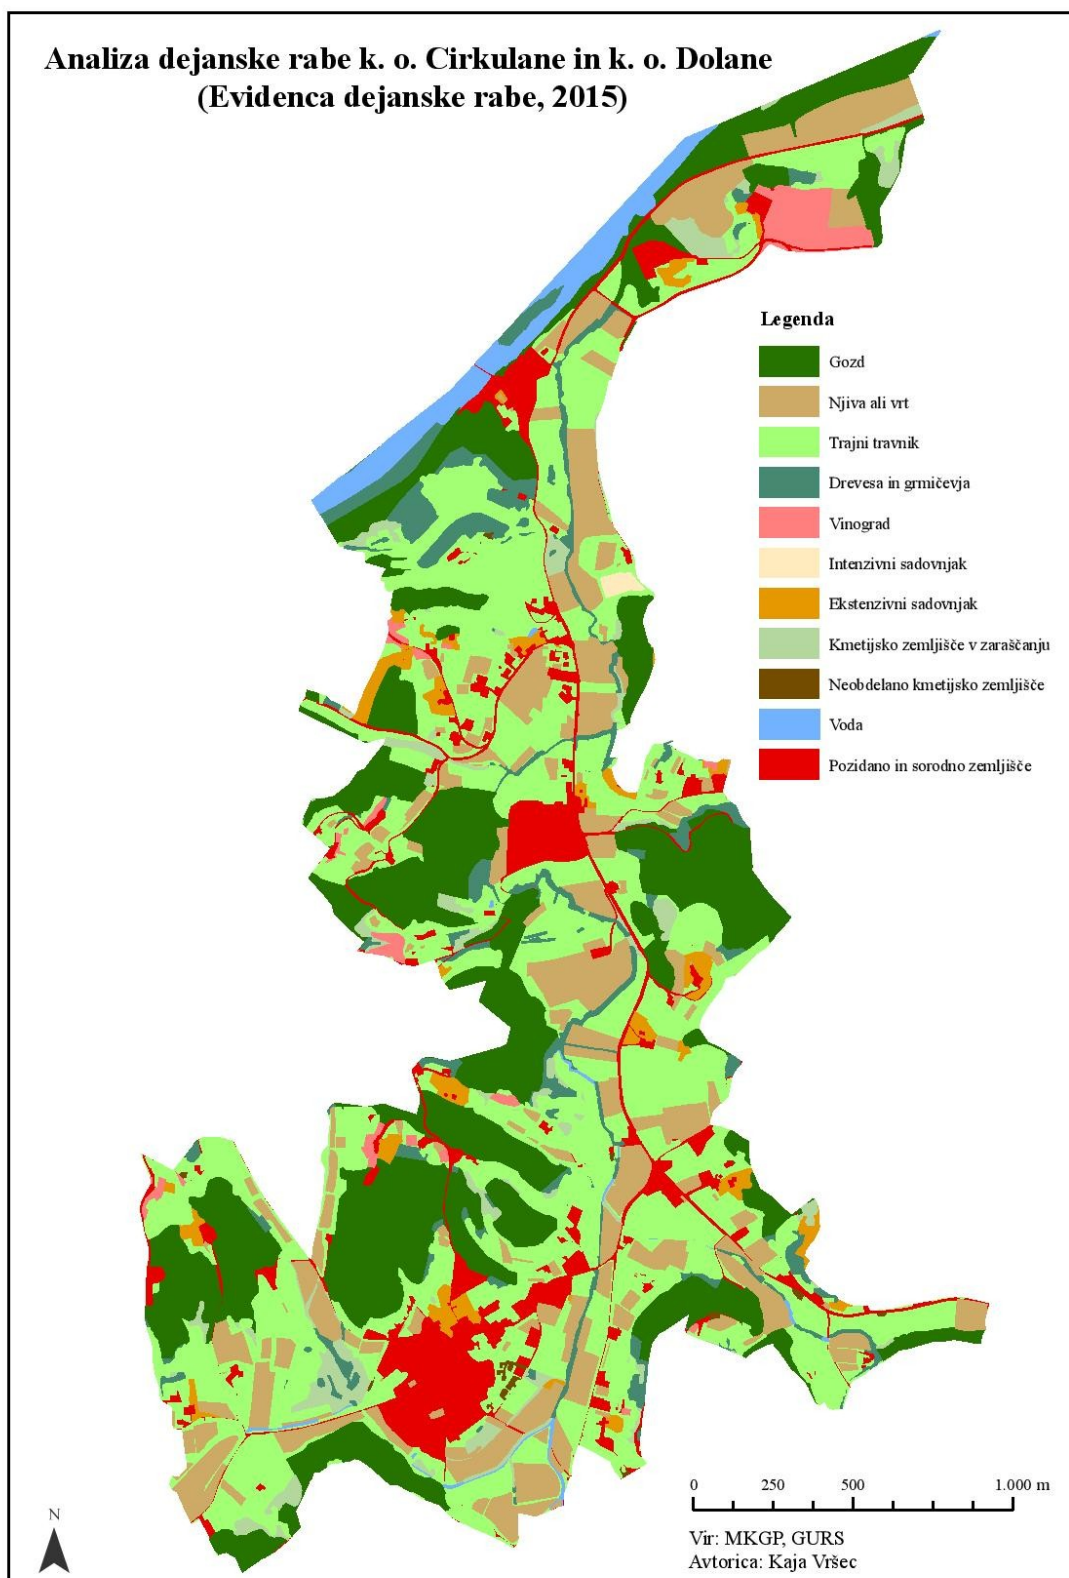 Analiza dejanske rabe k. o. Cirkulane in k. o. Dolane
(Evidenca dejanske rabe, 2015)
Legenda
Gozd
Njiva ali vrt
Trajni travnik
Drevesa in grmičevja
Vinograd
Intenzivni sadovnjak
Ekstenzivni sadovnjak
Kmetijsko zemljišče v zaraščanju
Neobdelano kmetijsko zemljišče
Voda
Pozidano in sorodno zemljišče
0 250 500 1.000 m
N
Vir: MKGP, GURS
Avtorica: Kaja Vršec